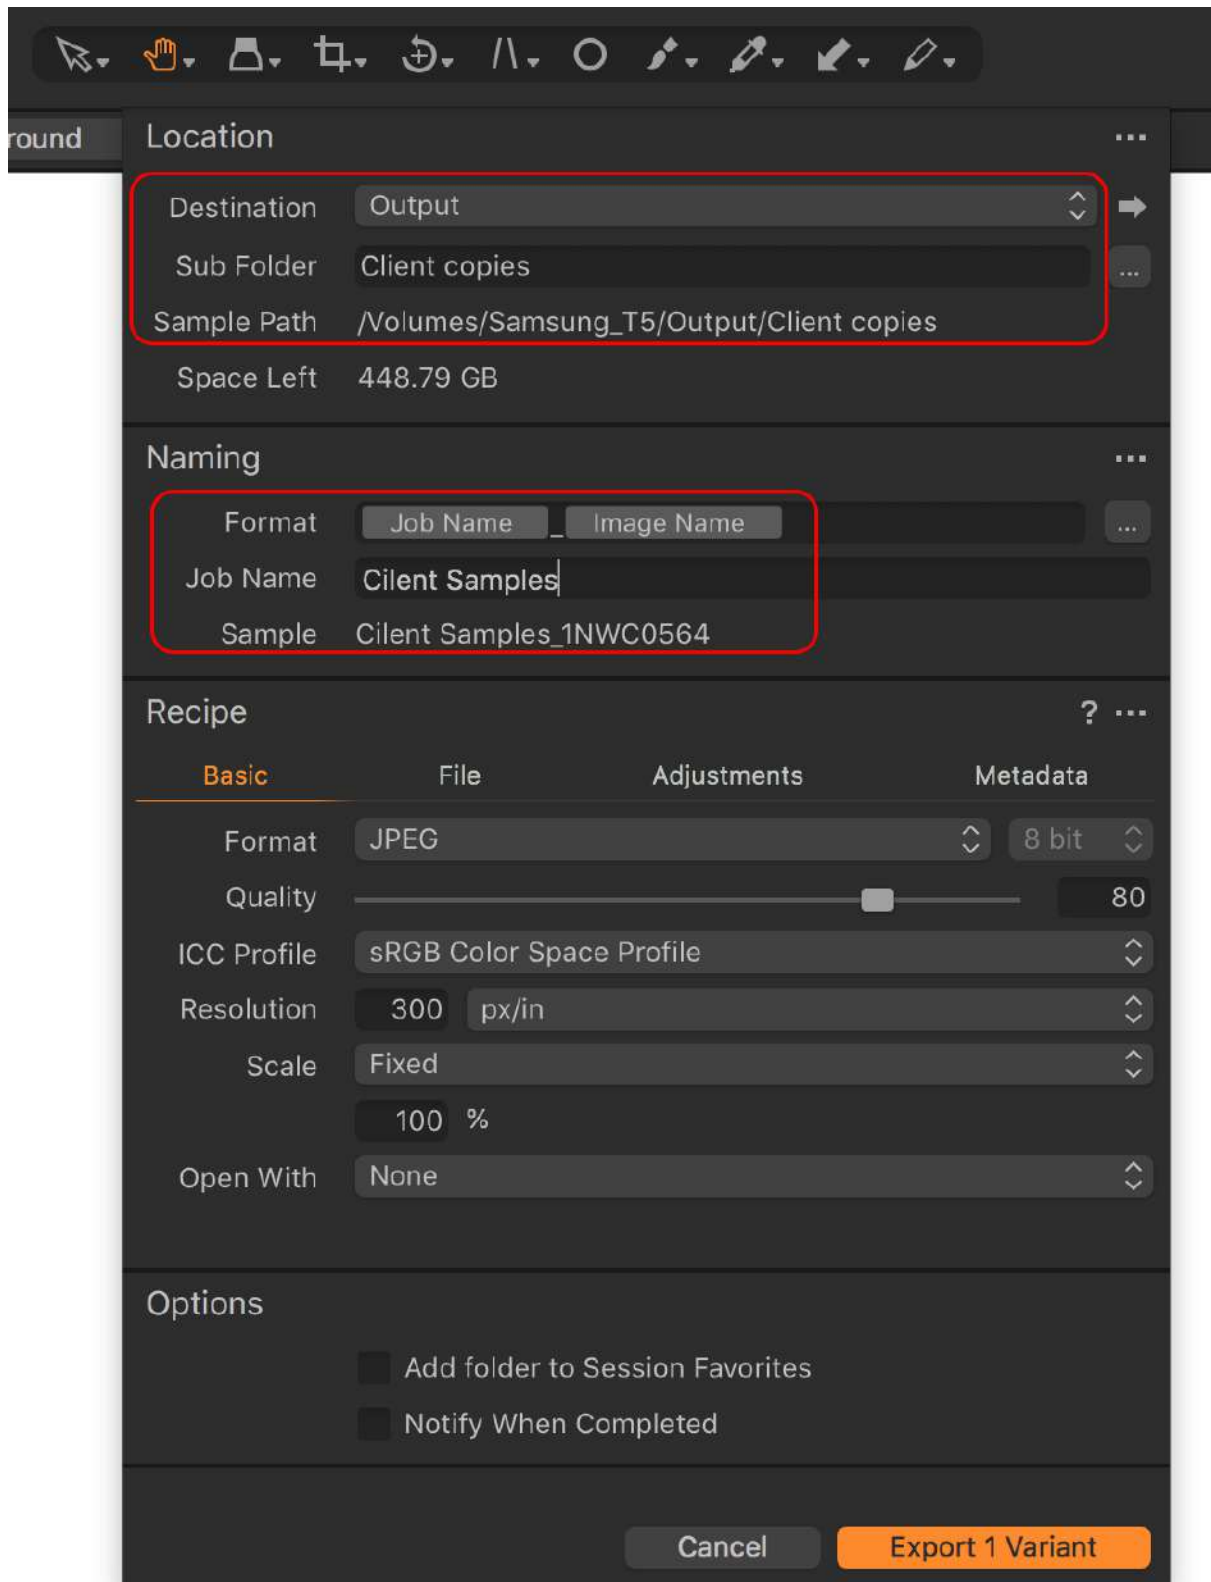 round
Location
Destination Output
Sub Folder Client copies ...
Sample Path /Volumes/Samsung_T5/Output/Client copies
Space Left 448.79 GB
Naming
Format Job Name _ Image Name ...
Job Name Cilent Samples
Sample Cilent Samples_1NWC0564
Recipe ?
Basic File Adjustments Metadata
Format JPEG 8 bit
Quality 80
ICC Profile sRGB Color Space Profile
Resolution 300 px/in
Scale Fixed
100 %
Open With None
Options
Add folder to Session Favorites
Notify When Completed
Cancel Export 1 Variant